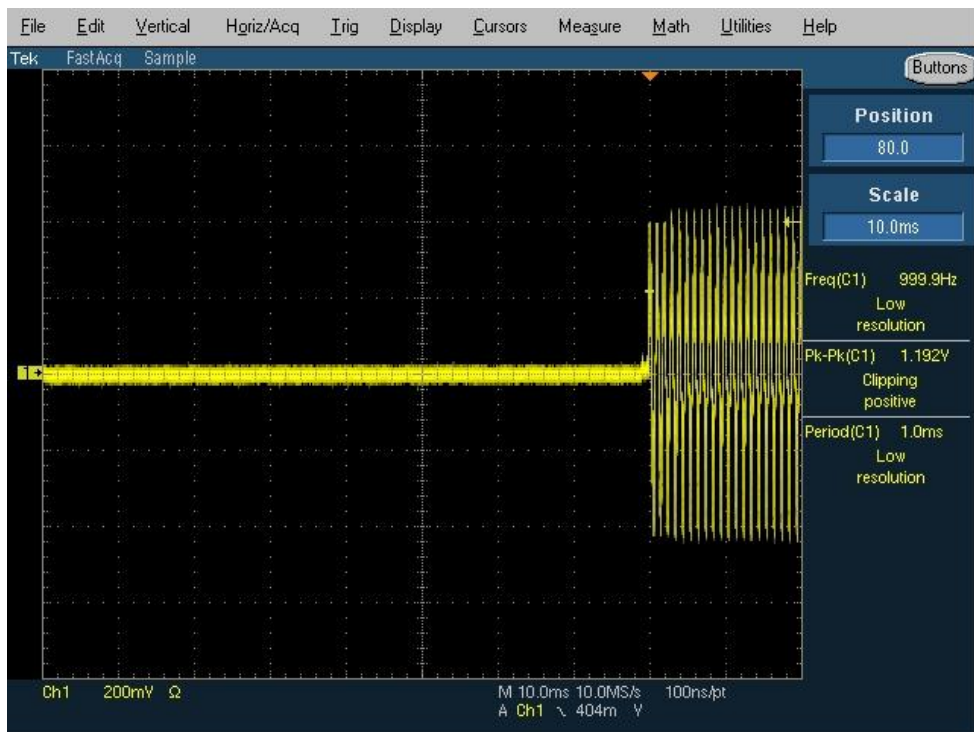 File Edit Vertical Horiz/Acq Trig Display Cursors Measure Math Utilities Help
Tek FastAcq Sample
Buttons
Position
80.0
Scale
10.0ms
Freq(C1) 999.9Hz
Low
resolution
Pk-Pk(C1) 1.192V
Clipping
positive
Period(C1) 1.0ms
Low
resolution
1
Ch1 200mV Ω
M 10.0ms 10.0MS/s 100ns/pt
A Ch1 \ 404m V